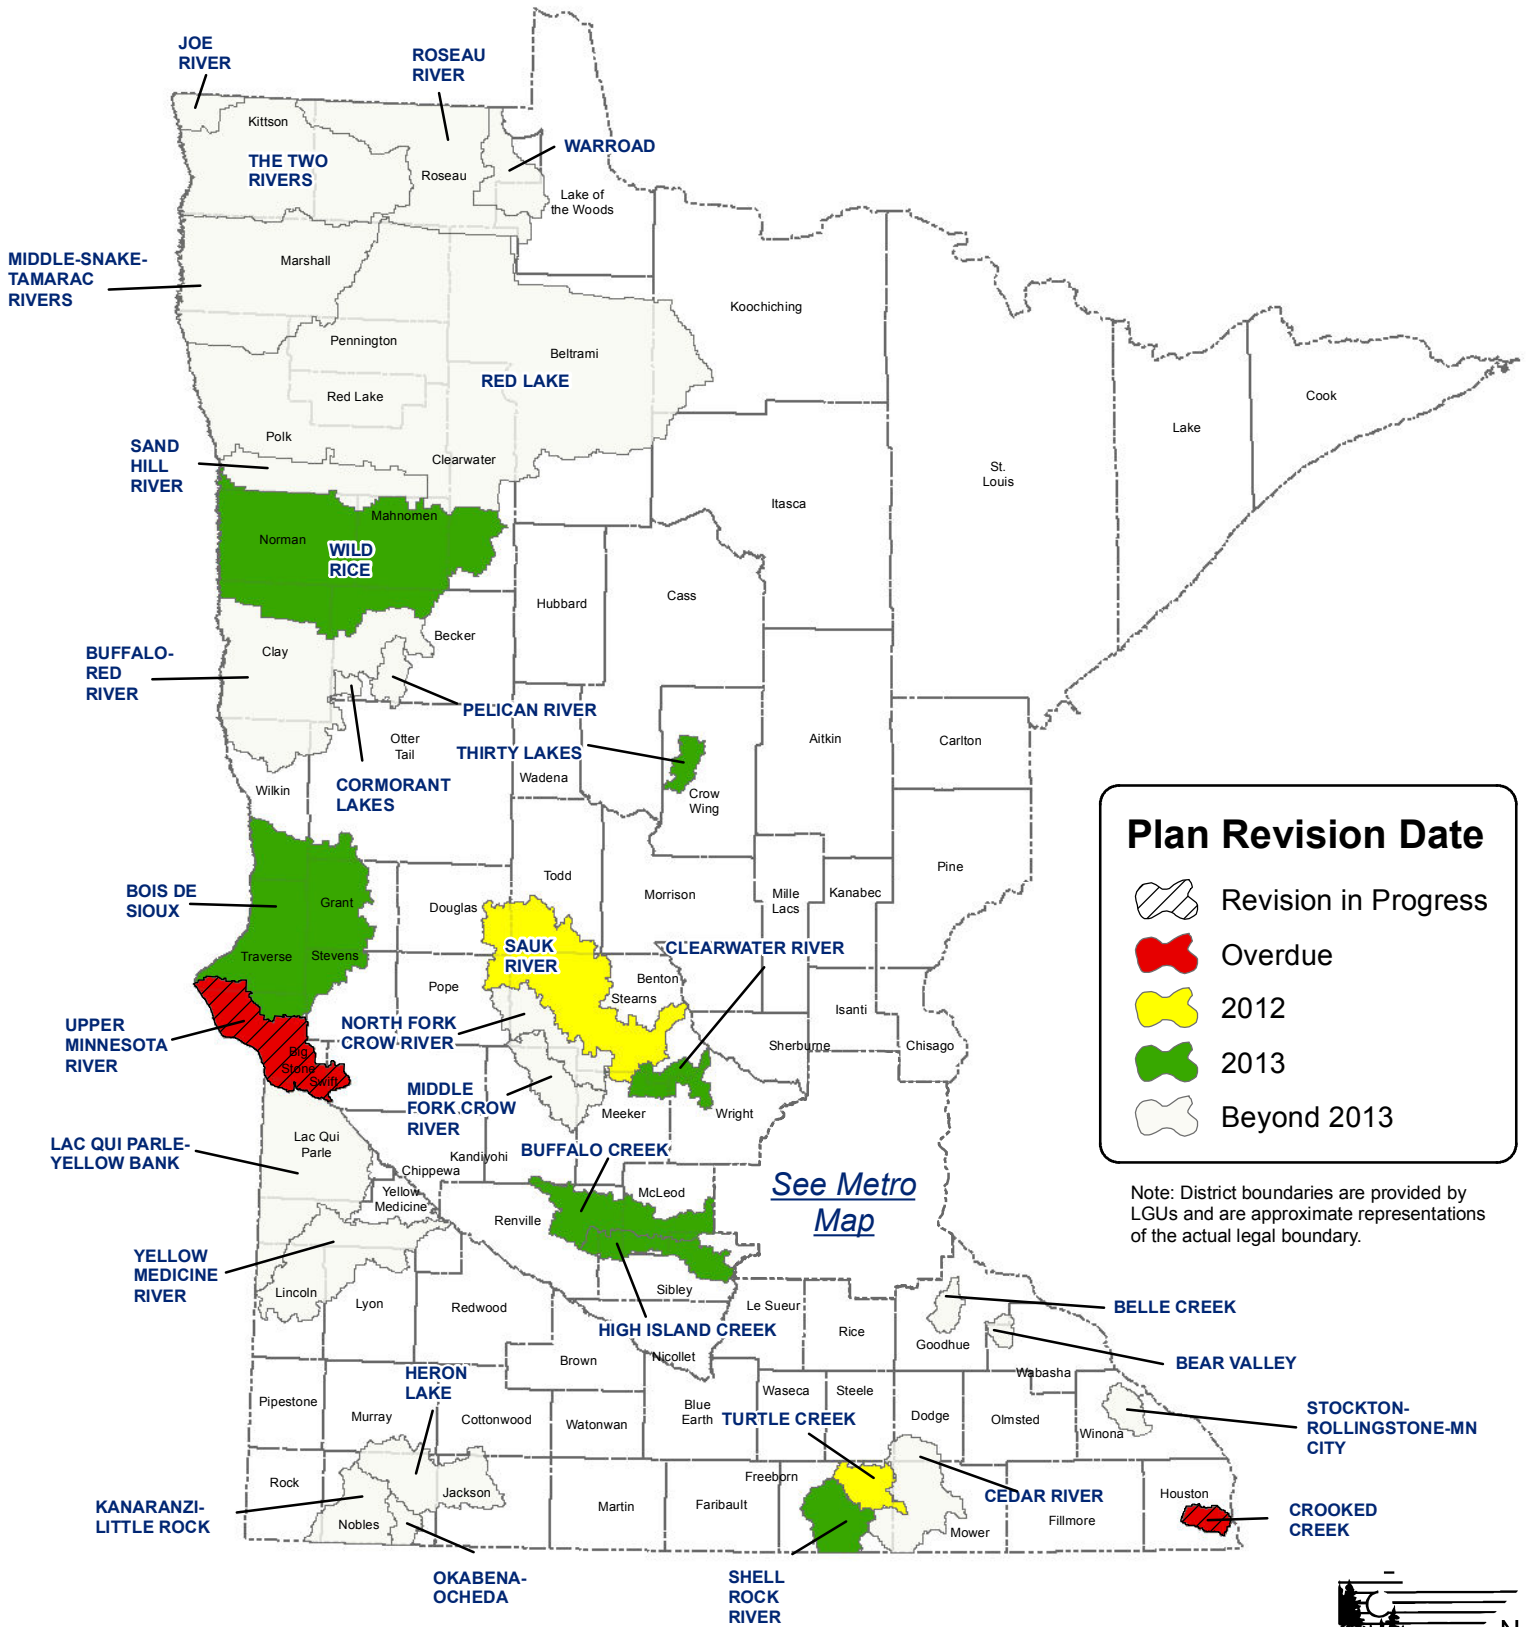 JOE
RIVER
ROSEAU
RIVER
Kittson
THE TWO
RIVERS
Roseau
WARROAD
Lake of
the Woods
MIDDLE-SNAKE-
TAMARAC
RIVERS
Marshall
Koochiching
Pennington
Beltrami
RED LAKE
Red Lake
Cook
Lake
Polk
SAND
HILL
RIVER
Clearwater
St.
Louis
Itasca
Mahnomen
Norman
WILD
RICE
Hubbard
Cass
Becker
Clay
BUFFALO-
RED
RIVER
PELICAN RIVER
Otter
Tail
THIRTY LAKES
Aitkin
Carlton
Wadena
CORMORANT
LAKES
Wilkin
Crow
Wing
Plan Revision Date
Revision in Progress
Overdue
2012
2013
Beyond 2013
Note: District boundaries are provided by
LGUs and are approximate representations
of the actual legal boundary.
Pine
Todd
Morrison
Mille
Lacs
Kanabec
BOIS DE
SIOUX
Grant
Douglas
SAUK
RIVER
CLEARWATER RIVER
Traverse
Stevens
Pope
Benton
Stearns
Isanti
UPPER
MINNESOTA
RIVER
NORTH FORK
CROW RIVER
Sherburne
Chisago
Big
Stone
Swift
MIDDLE
FORK CROW
RIVER
Meeker
Wright
LAC QUI PARLE-
YELLOW BANK
Lac Qui
Parle
Kandiyohi
Chippewa
BUFFALO CREEK
See Metro
Map
Yellow
Medicine
McLeod
Renville
YELLOW
MEDICINE
RIVER
Lincoln
Lyon
Redwood
Sibley
Le Sueur
HIGH ISLAND CREEK
Rice
Goodhue
BELLE CREEK
BEAR VALLEY
Brown
Nicollet
Wabasha
HERON
LAKE
Pipestone
Murray
Cottonwood
Watonwan
Blue
Earth
Waseca
Steele
TURTLE CREEK
Dodge
Olmsted
Winona
STOCKTON-
ROLLINGSTONE-MN
CITY
Rock
Jackson
Martin
Faribault
Freeborn
CEDAR RIVER
Houston
KANARANZI-
LITTLE ROCK
Nobles
Mower
Fillmore
CROOKED
CREEK
OKABENA-
OCHEDA
SHELL
ROCK
RIVER